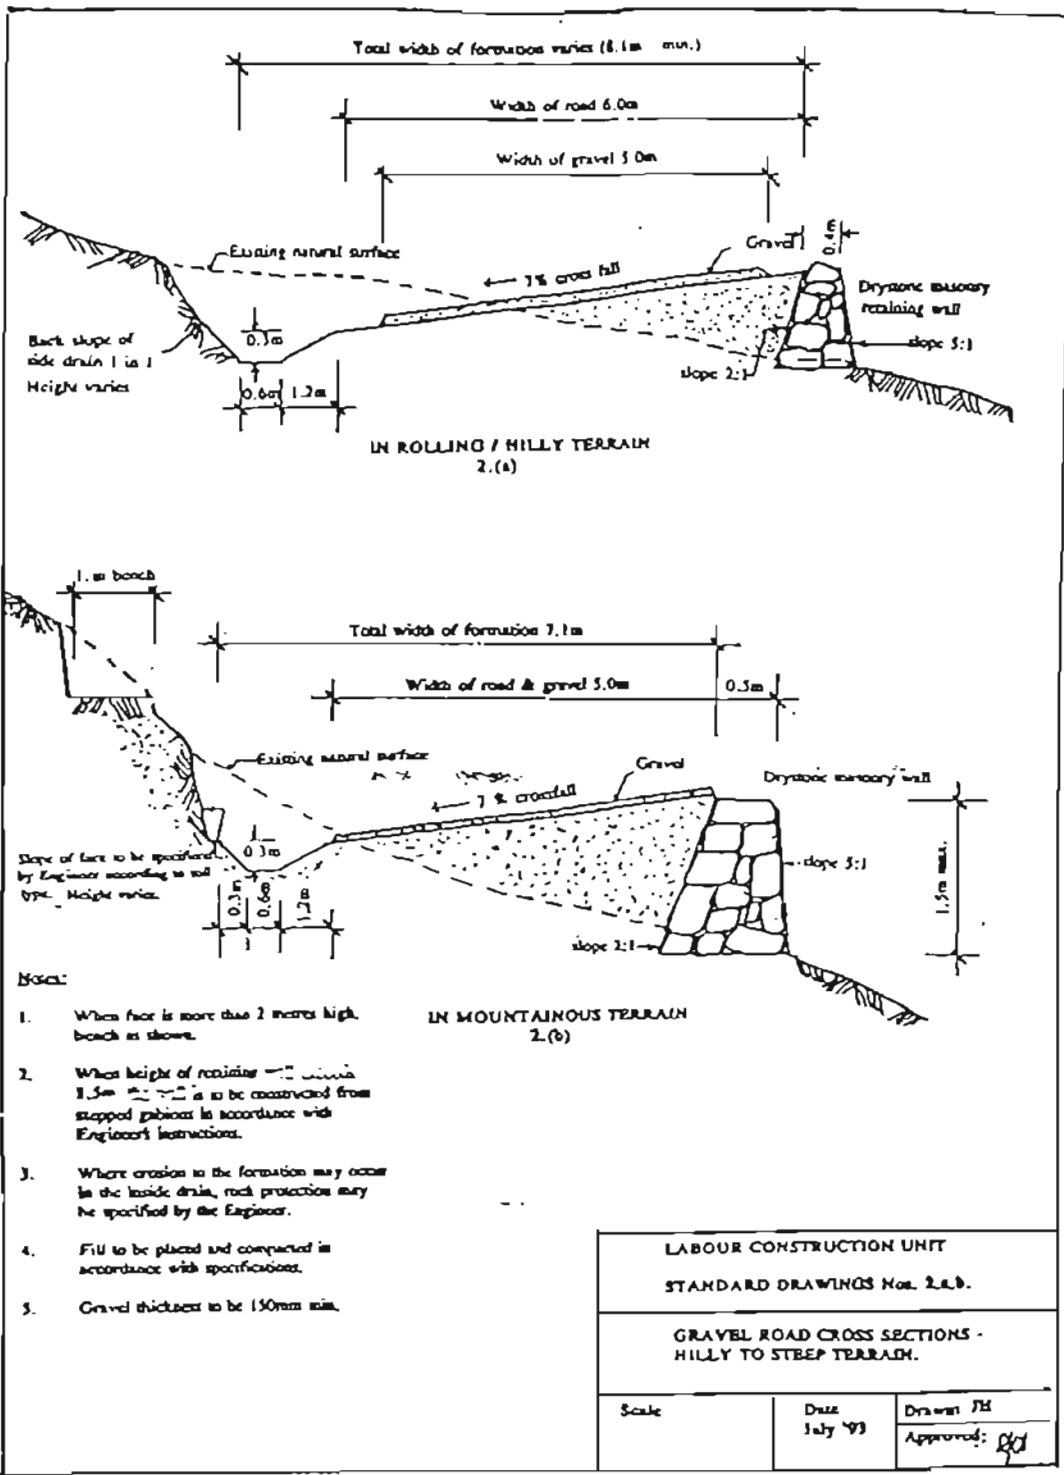 Total width of formation varies (8.1m min.)
Width of road 6.0m
Width of gravel 5.0m
Existing natural surface
3% cross fall
Gravel
0.4m
Drystone masonry
retaining wall
slope 5:1
slope 2:1
Back slope of
side drain 1 in 1
Height varies
0.3m
0.6m
1.2m
IN ROLLING / HILLY TERRAIN
2.(a)
1.m bench
Total width of formation 7.1m
Width of road & gravel 5.0m
0.5m
Existing natural surface
% crossfall
Gravel
Drystone masonry wall
slope 5:1
1.5m max.
slope 2:1
0.3m
Slope of face to be specified
by Engineer according to soil
type. Height varies.
0.3m
0.6m
1.2m
IN MOUNTAINOUS TERRAIN
2.(b)
Notes:
1. When face is more than 2 metres high,
bench as shown.
2. When height of retaining
1.5m is to be constructed from
stepped gabions in accordance with
Engineer's instructions.
3. Where erosion to the formation may occur
in the inside drain, rock protection may
be specified by the Engineer.
4. Fill to be placed and compacted in
accordance with specifications.
5. Gravel thickness to be 150mm min.
LABOUR CONSTRUCTION UNIT
STANDARD DRAWINGS Nos. 2.a,b.
GRAVEL ROAD CROSS SECTIONS -
HILLY TO STEEP TERRAIN.
Scale
Date
July '93
Drawn JH
Approved: